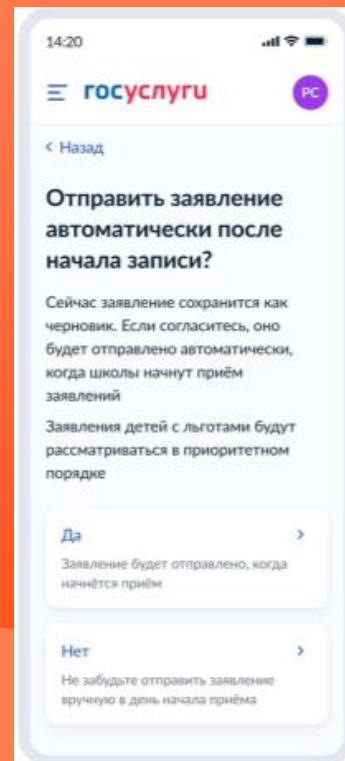 14:20
госуслуги
РС
Назад
Отправить заявление
автоматически после
начала записи?
Сейчас заявление сохранится как
черновик. Если согласитесь, оно
будет отправлено автоматически,
когда школы начнут приём
заявлений
Заявления детей с льготами будут
рассматриваться в приоритетном
порядке
Да
Заявление будет отправлено, когда
начнётся приём
Нет
Не забудьте отправить заявление
вручную в день начала приёма